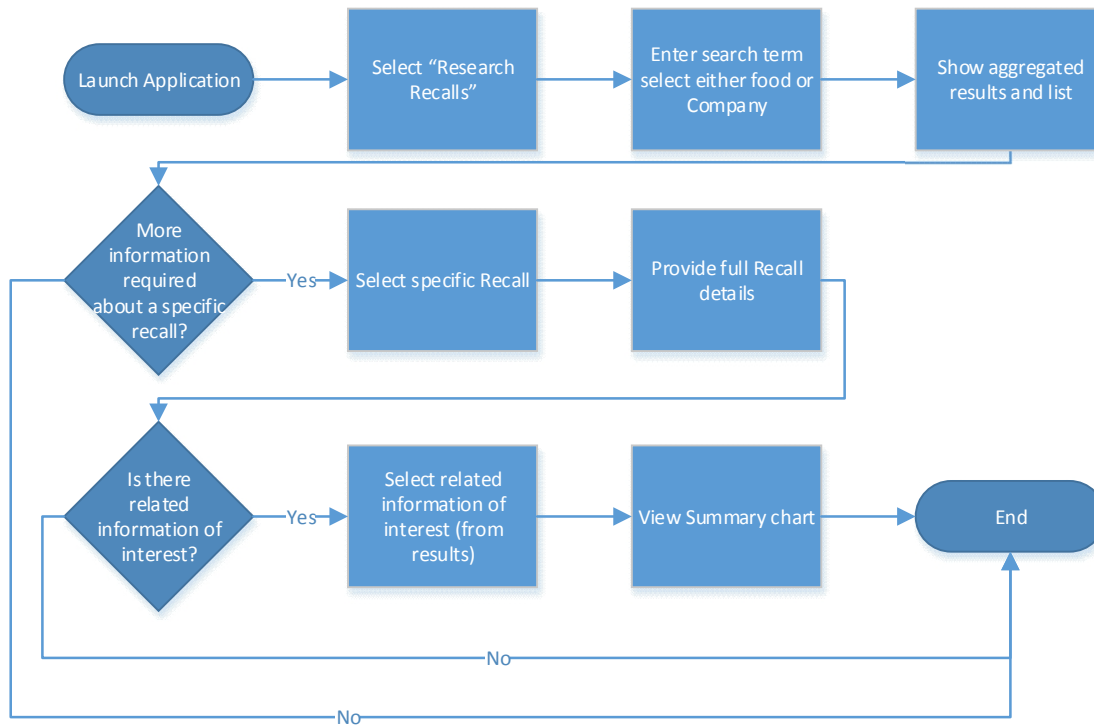 Launch Application
Select “Research
Recalls”
Enter search term
select either food or
Company
Show aggregated
results and list
More
information
required
about a specific
recall?
Yes
Select specific Recall
Provide full Recall
details
Is there
related
information of
interest?
Yes
Select related
information of
interest (from
results)
View Summary chart
End
No
No